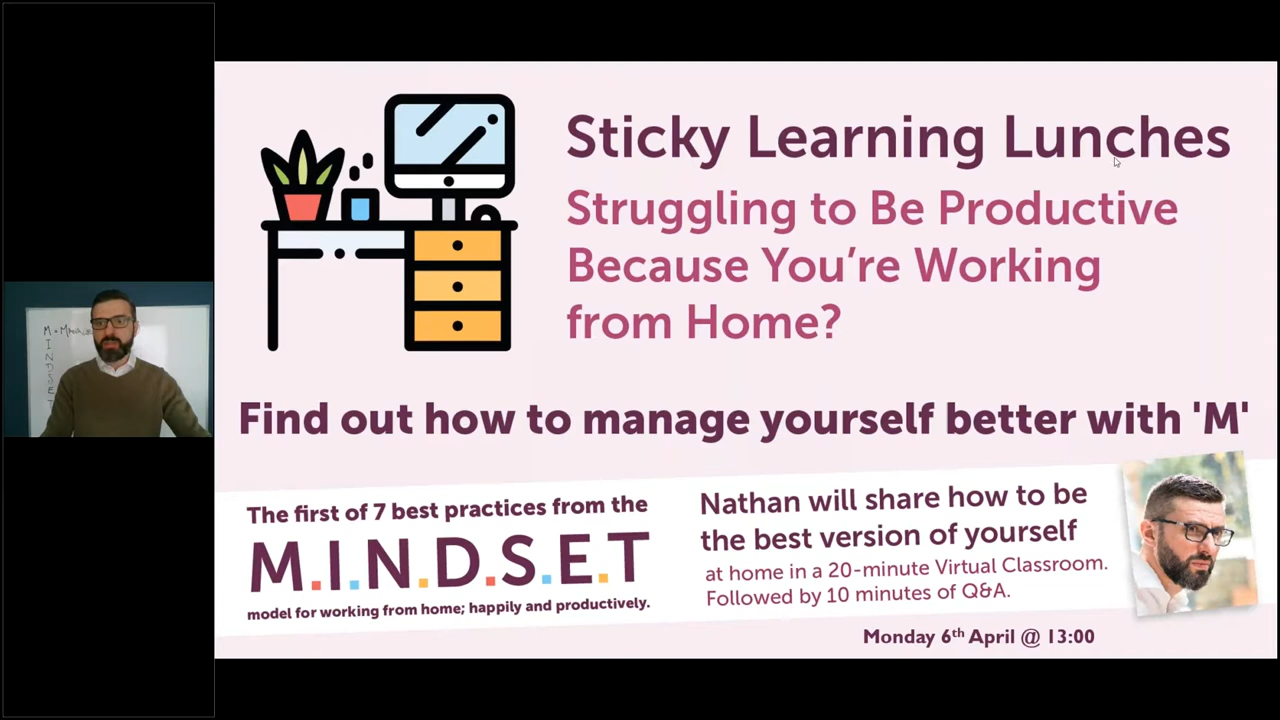 Sticky Learning Lunches
Struggling to Be Productive
Because You're Working
from Home?
Find out how to manage yourself better with 'M'
The first of 7 best practices from the
M.I.N.D.S.E.T
model for working from home; happily and productively.
Nathan will share how to be
the best version of yourself
at home in a 20-minute Virtual Classroom.
Followed by 10 minutes of Q&A.
Monday 6th April @ 13:00
M
I
N
D
S
E